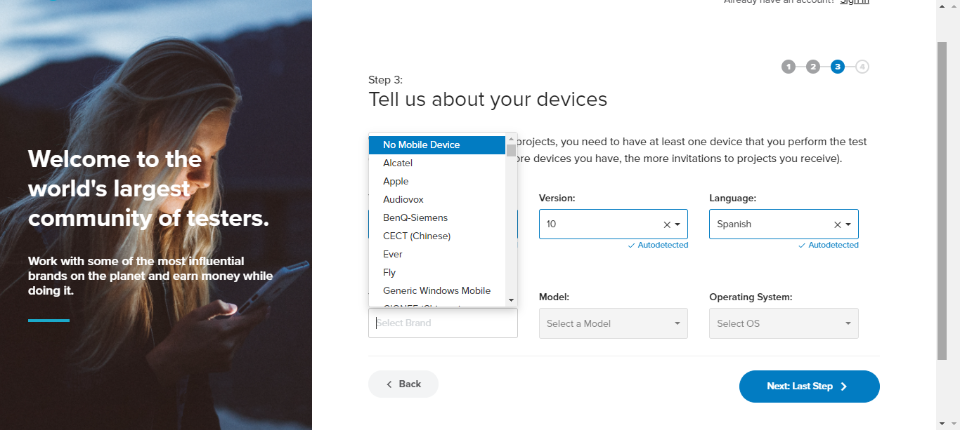 Already have an account? Sign In
1 2 3 4
Step 3:
Tell us about your devices
projects, you need to have at least one device that you perform the test
ore devices you have, the more invitations to projects you receive).
Welcome to the
world's largest
community of testers.
Work with some of the most influential
brands on the planet and earn money while
doing it.
No Mobile Device
Alcatel
Apple
Audiovox
BenQ-Siemens
CECT (Chinese)
Ever
Fly
Generic Windows Mobile
Version:
10
Autodetected
Language:
Spanish
Autodetected
Select Brand
Model:
Select a Model
Operating System:
Select OS
Back
Next: Last Step